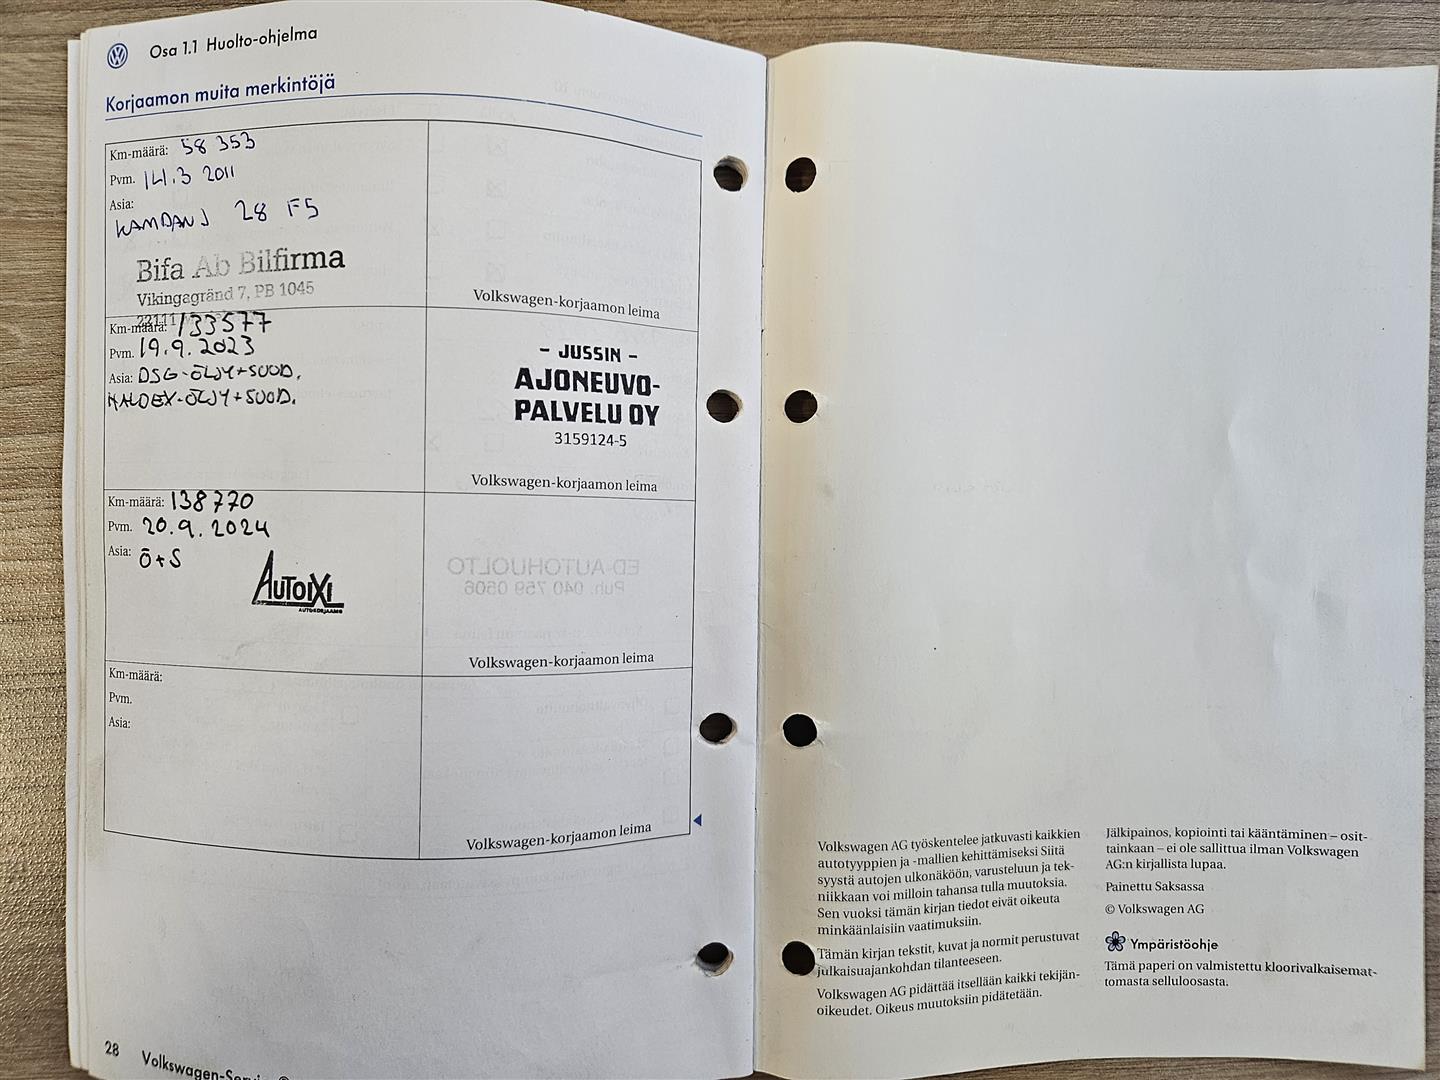 Osa 1.1 Huolto-ohjelma
Korjaamon muita merkintöjä
Km-määrä: 58 353
Pvm. 14.3 2011
Asia:
28 F5
Bifa Ab Bilfirma
Vikingagränd 7, PB 1045
Volkswagen-korjaamon leima
Km-määrä: 133577
Pvm. 19.9.2023
Asia: DSG-ÖLJY+SUOD.
HALDEX-ÖLJY+SUOD.
- JUSSIN -
AJONEUVO-
PALVELU OY
3159124-5
Volkswagen-korjaamon leima
Km-määrä: 138770
Pvm. 20.9.2024
Asia: Ö+S
AUTOIXI
AUTOKORJAAMO
ED-AUTOHUOLTO
Puh. 040 759 0506
Volkswagen-korjaamon leima
Km-määrä:
Pvm.
Asia:
Volkswagen-korjaamon leima
28 Volkswagen-Service
Volkswagen AG työskentelee jatkuvasti kaikkien
autotyyppien ja -mallien kehittämiseksi Siitä
syystä autojen ulkonäköön, varusteluun ja tek-
niikkaan voi milloin tahansa tulla muutoksia.
Sen vuoksi tämän kirjan tiedot eivät oikeuta
minkäänlaisiin vaatimuksiin.
Tämän kirjan tekstit, kuvat ja normit perustuvat
julkaisuajankohdan tilanteeseen.
Volkswagen AG pidättää itsellään kaikki tekijän-
oikeudet. Oikeus muutoksiin pidätetään.
Jälkipainos, kopiointi tai kääntäminen – osit-
tainkaan – ei ole sallittua ilman Volkswagen
AG:n kirjallista lupaa.
Painettu Saksassa
© Volkswagen AG
Ympäristöohje
Tämä paperi on valmistettu kloorivalkaisemat-
tomasta selluloosasta.